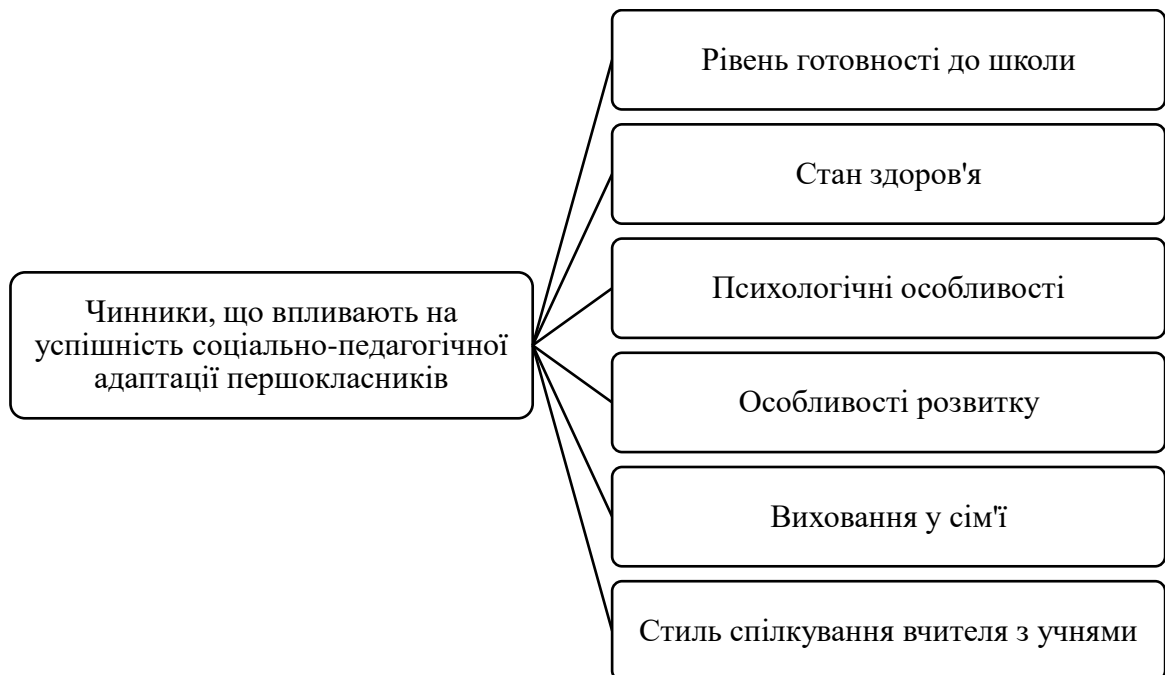 Чинники, що впливають на
успішність соціально-педагогічної
адаптації першокласників
Рівень готовності до школи
Стан здоров'я
Психологічні особливості
Особливості розвитку
Виховання у сім'ї
Стиль спілкування вчителя з учнями